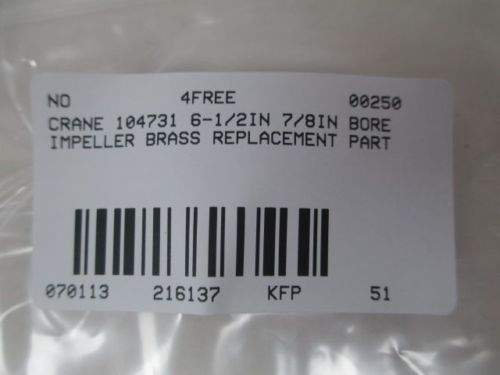 NO 4FREE 00250
CRANE 104731 6-1/2IN 7/8IN BORE
IMPELLER BRASS REPLACEMENT PART
070113 216137 KFP 51